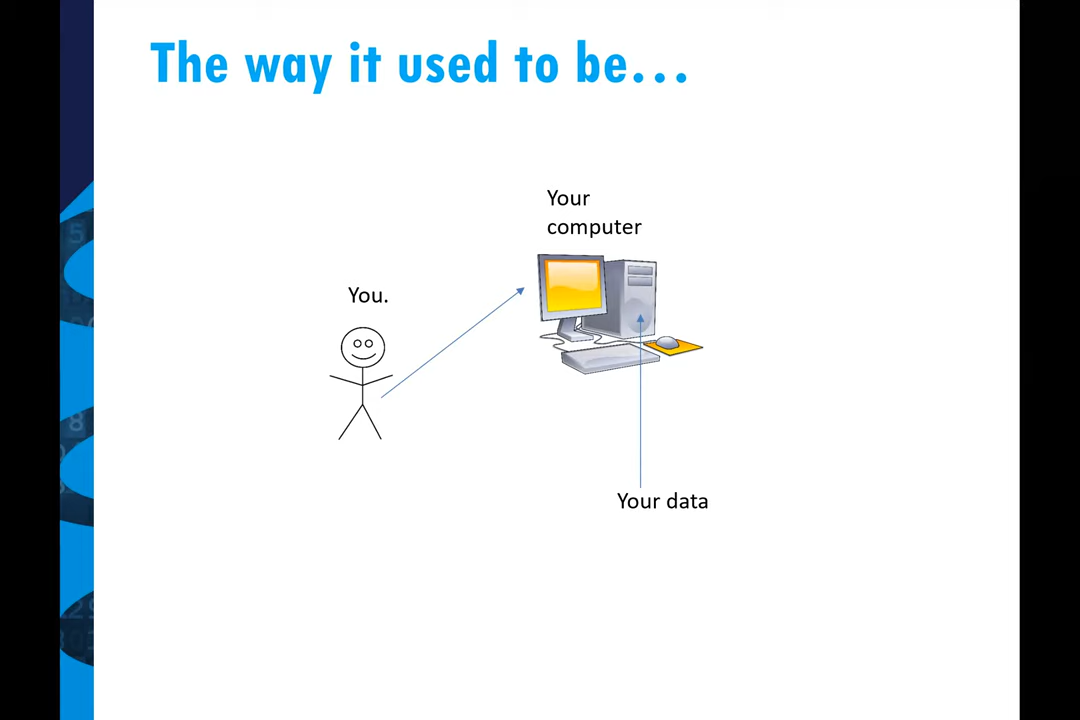 The way it used to be...
Your
computer
You.
Your data